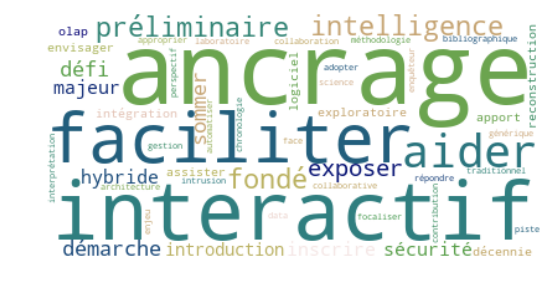 olap préliminaire intelligence
envisager approprier laboratoire collaboration méthodologie bibliographique
défi perspectif ancrage logiciel adopter science enquêteur reconstruction
majeur intégration sommer automatiser chronologie exploratoire apport générique
faciliter aider
interprétation gestion face
hybride assister fondé exposer répondre traditionnel
architecture intrusion collaborative
interactif
enjeu data focaliser contribution piste
démarche introduction inscrire sécurité décennie